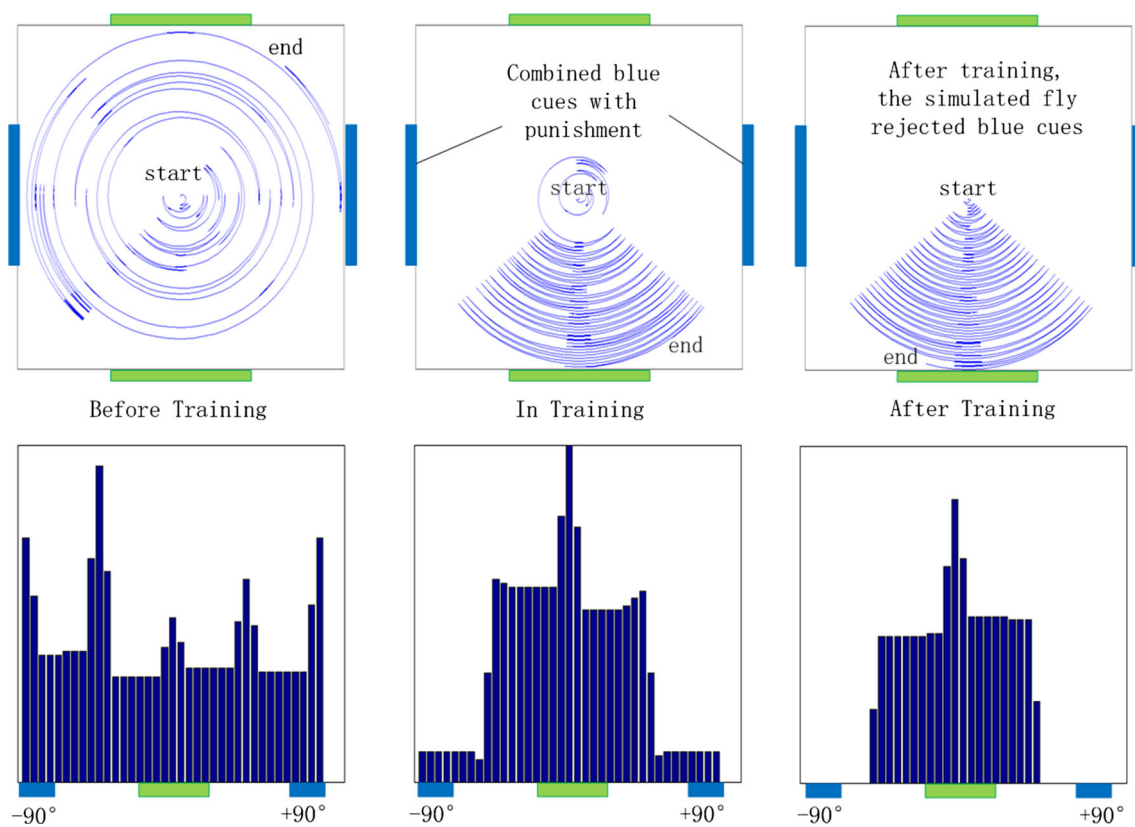 end
start
Before Training
Combined blue
cues with
punishment
start
end
In Training
After training,
the simulated fly
rejected blue cues
start
end
After Training
-90°
+90°
-90°
+90°
-90°
+90°